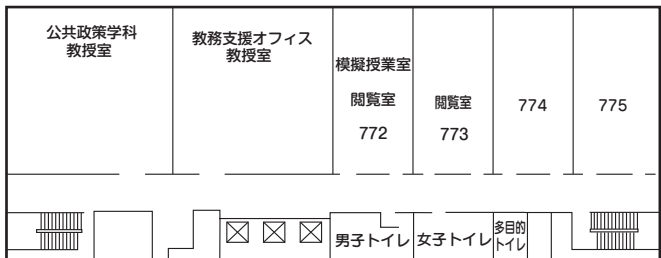 公共政策学科
教授室
教務支援オフィス
教授室
模擬授業室
閲覧室
772
閲覧室
773
774
775
男子トイレ
女子トイレ
多目的
トイレ